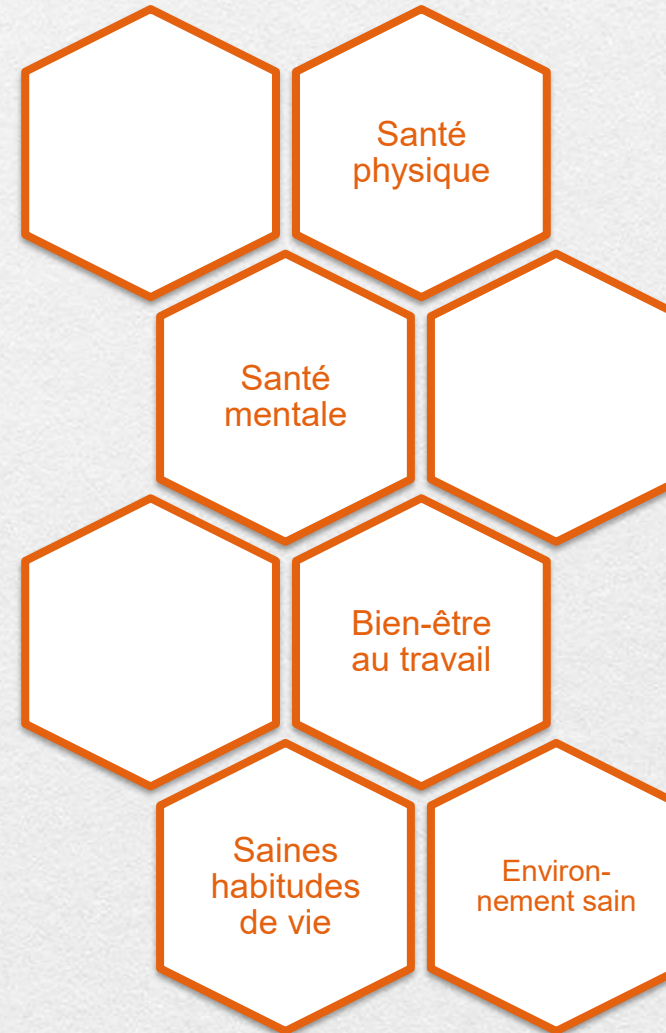 Santé
physique
Santé
mentale
Bien-être
au travail
Saines
habitudes
de vie
Environ-
nement sain